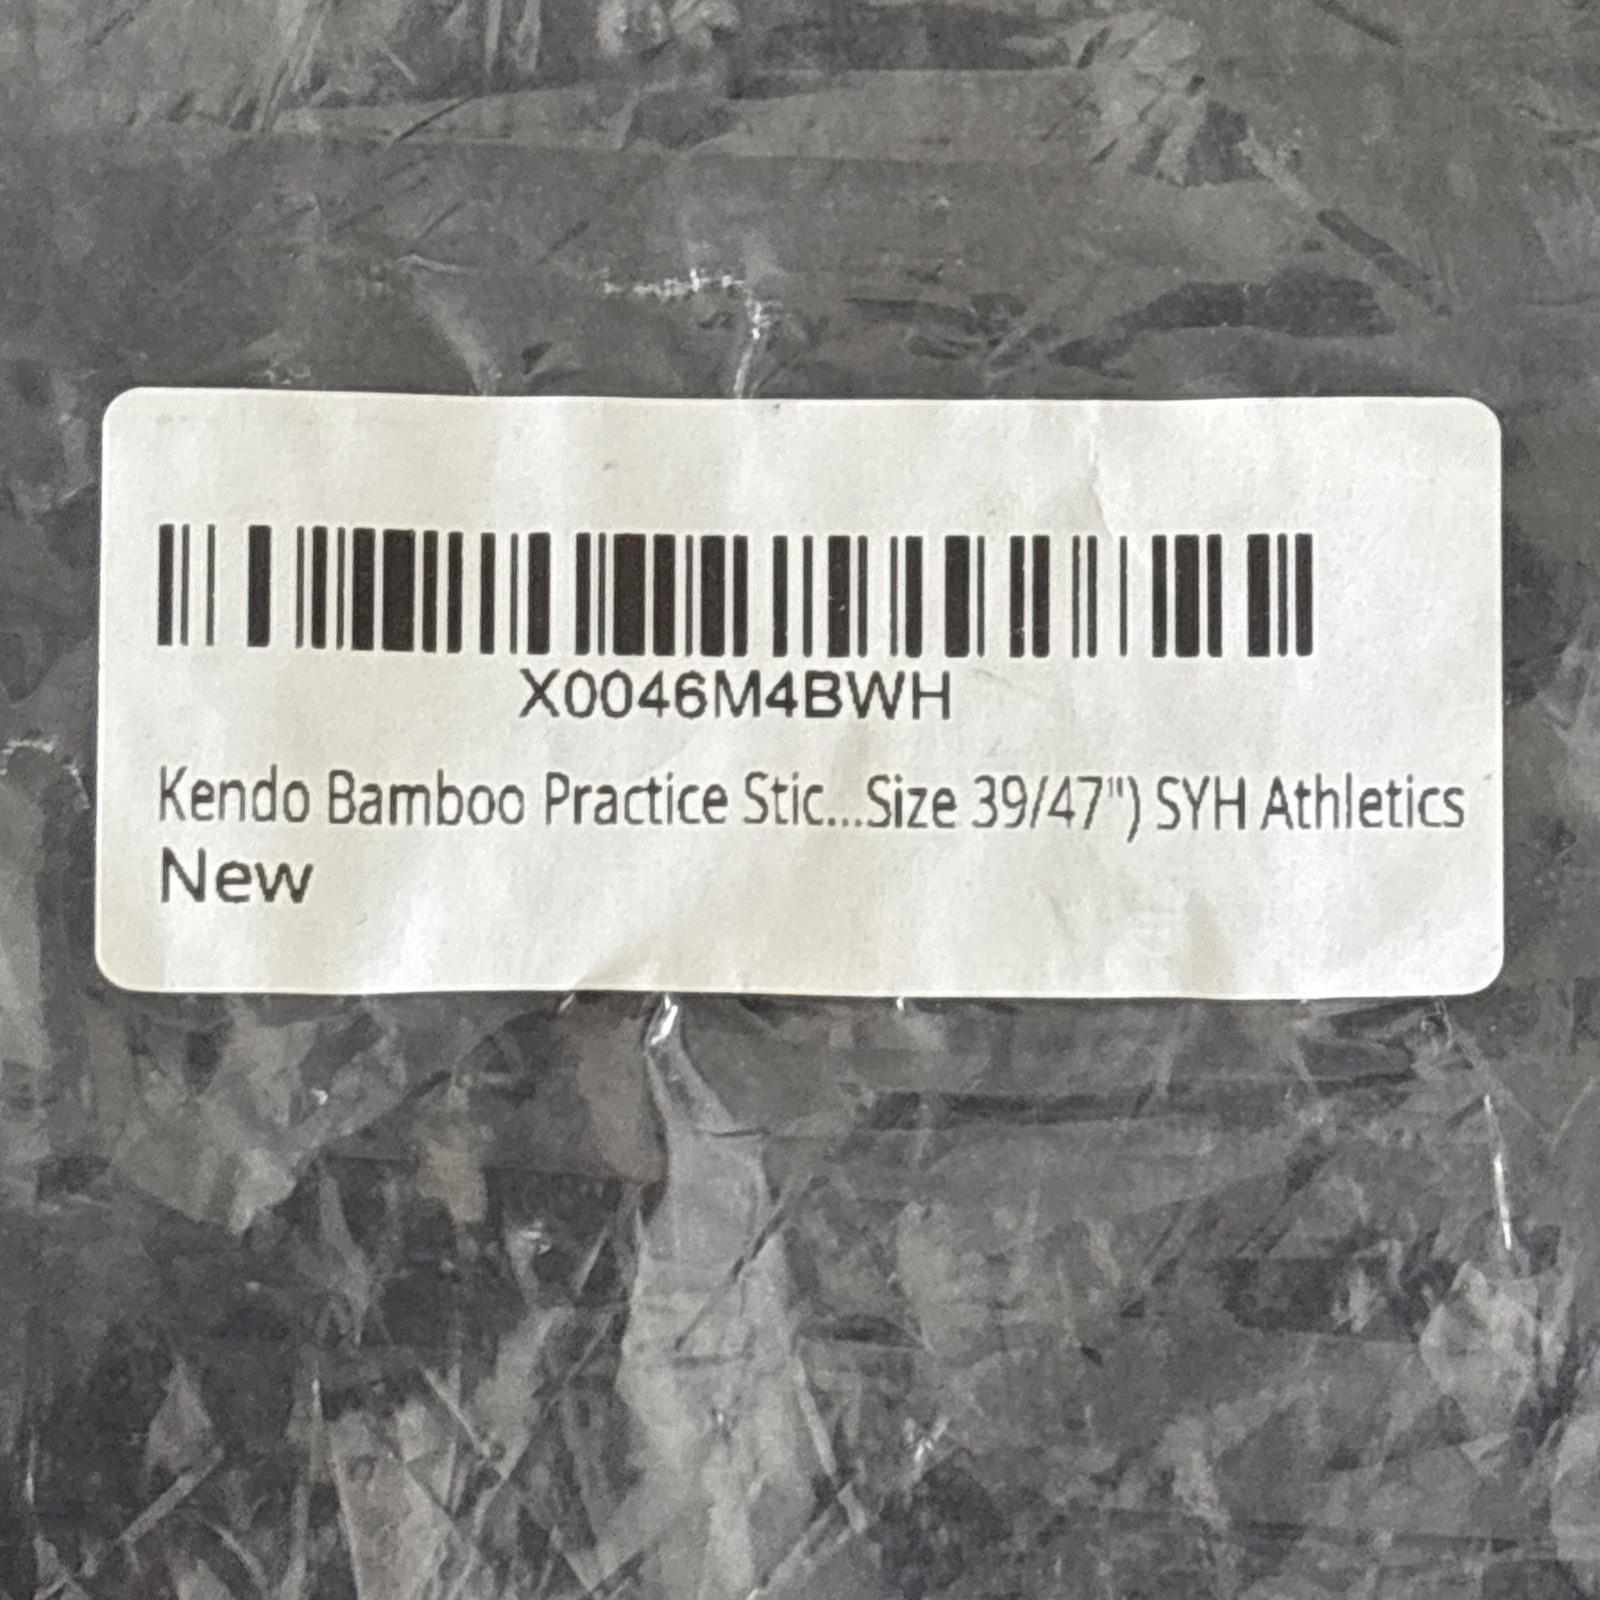 X0046M4BWH
Kendo Bamboo Practice Stic...Size 39/47") SYH Athletics
New